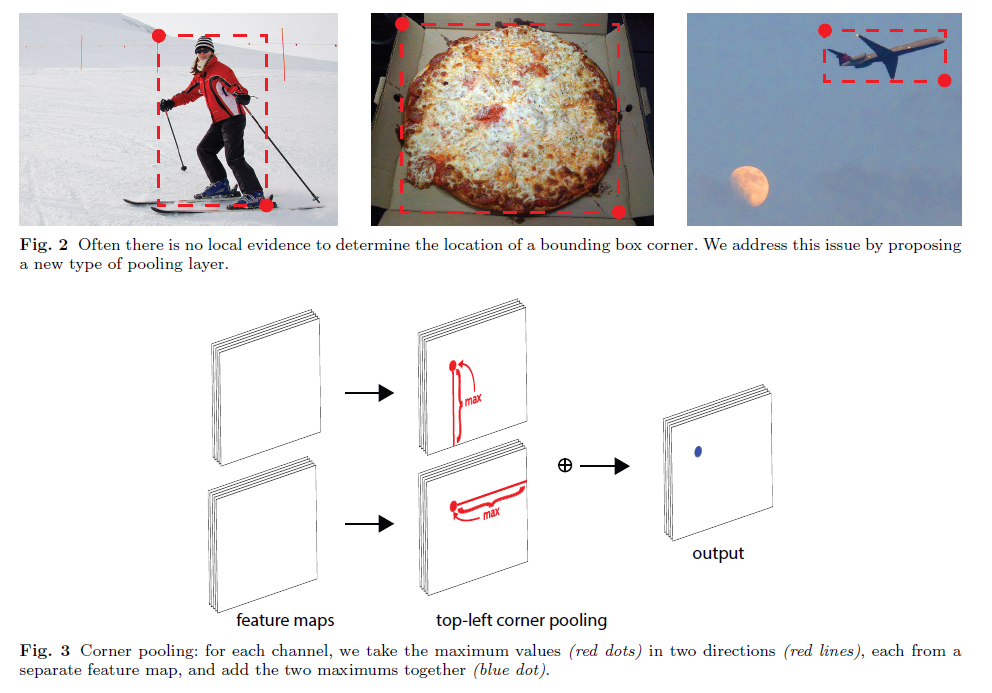 Fig. 2 Often there is no local evidence to determine the location of a bounding box corner. We address this issue by proposing
a new type of pooling layer.
max
max
⊕
output
feature maps
top-left corner pooling
Fig. 3 Corner pooling: for each channel, we take the maximum values (red dots) in two directions (red lines), each from a
separate feature map, and add the two maximums together (blue dot).